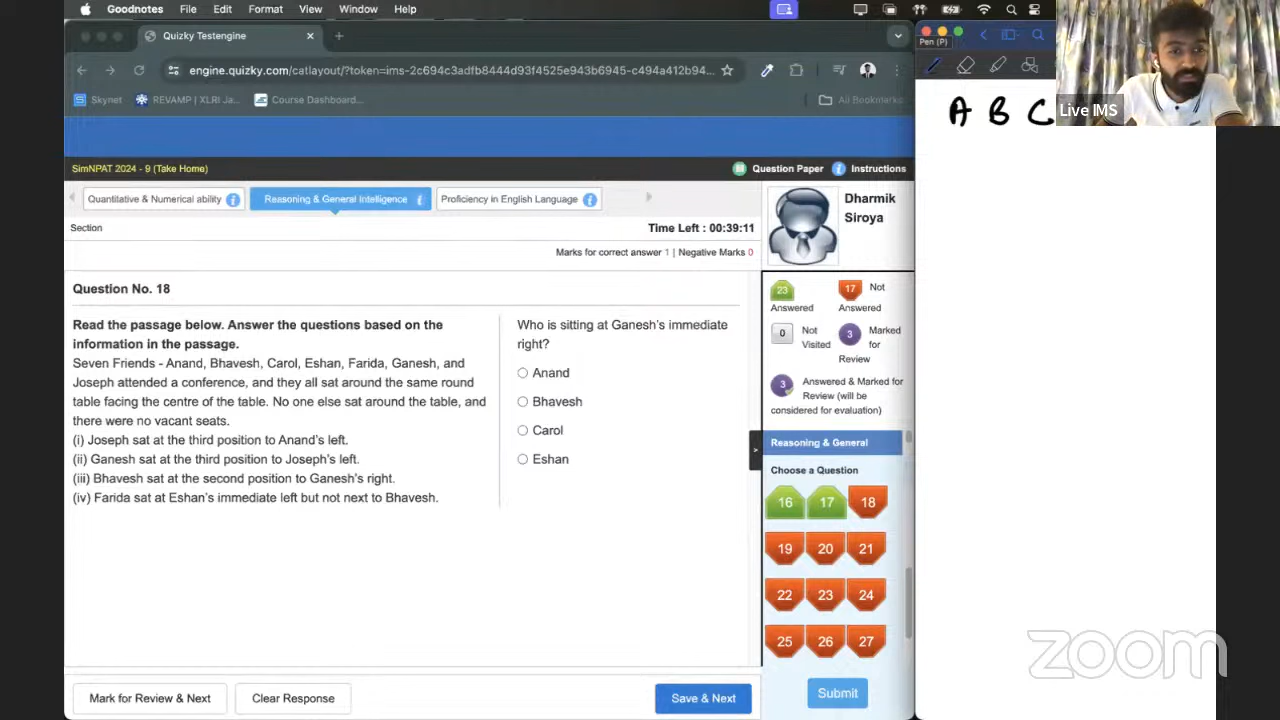 Goodnotes File Edit Format View Window Help
Quizky Testengine
engine.quizky.com/catlayout/?token=ims-2c694c3adfb8444d93f4525e943b6945-c494a412b94...
Skynet REVAMP | XLRI Ja... Course Dashboard... All Bookmarks
Pen (P)
A B C
Live IMS
SimNPAT 2024 - 9 (Take Home)
Question Paper Instructions
Quantitative & Numerical ability Reasoning & General Intelligence Proficiency in English Language
Dharmik Siroya
Section Time Left : 00:39:11
Marks for correct answer 1 | Negative Marks 0
Question No. 18
Read the passage below. Answer the questions based on the
information in the passage.
Seven Friends - Anand, Bhavesh, Carol, Eshan, Farida, Ganesh, and
Joseph attended a conference, and they all sat around the same round
table facing the centre of the table. No one else sat around the table, and
there were no vacant seats.
(i) Joseph sat at the third position to Anand's left.
(ii) Ganesh sat at the third position to Joseph's left.
(iii) Bhavesh sat at the second position to Ganesh's right.
(iv) Farida sat at Eshan's immediate left but not next to Bhavesh.
Who is sitting at Ganesh's immediate
right?
Anand
Bhavesh
Carol
Eshan
23 Answered
17 Not Answered
0 Not Visited
3 Marked for Review
3 Answered & Marked for
Review (will be
considered for evaluation)
Reasoning & General
Choose a Question
16 17 18
19 20 21
22 23 24
25 26 27
Mark for Review & Next Clear Response Save & Next Submit
zoom